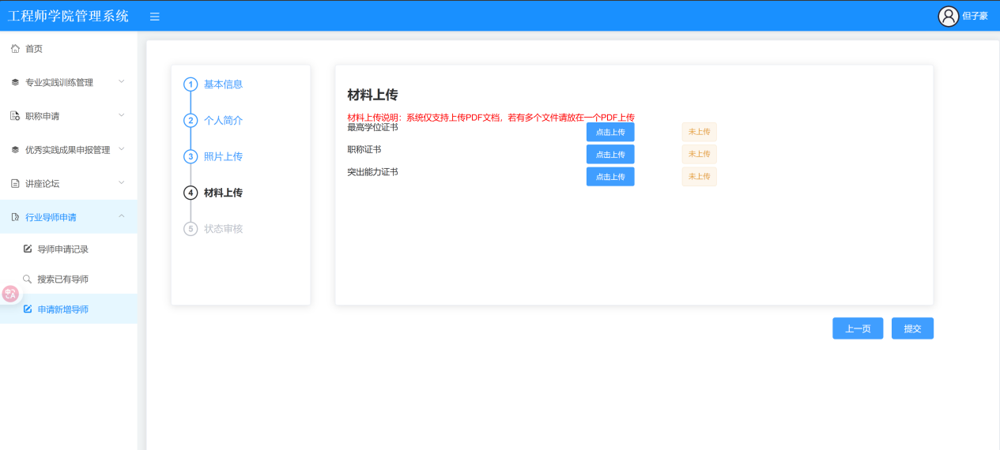 工程师学院管理系统
但子豪
首页
专业实践训练管理
职称申请
优秀实践成果申报管理
讲座论坛
行业导师申请
导师申请记录
搜索已有导师
申请新增导师
1 基本信息
2 个人简介
3 照片上传
4 材料上传
5 状态审核
材料上传
材料上传说明：系统仅支持上传PDF文档，若有多个文件请放在一个PDF上传
最高学位证书 点击上传 未上传
职称证书 点击上传 未上传
突出能力证书 点击上传 未上传
上一页 提交